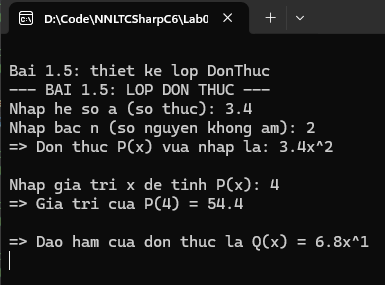 D:\Code\NNLTCSharpC6\Lab0
Bai 1.5: thiet ke lop DonThuc
--- BAI 1.5: LOP DON THUC ---
Nhap he so a (so thuc): 3.4
Nhap bac n (so nguyen khong am): 2
=> Don thuc P(x) vua nhap la: 3.4x^2
Nhap gia tri x de tinh P(x): 4
=> Gia tri cua P(4) = 54.4
=> Dao ham cua don thuc la Q(x) = 6.8x^1